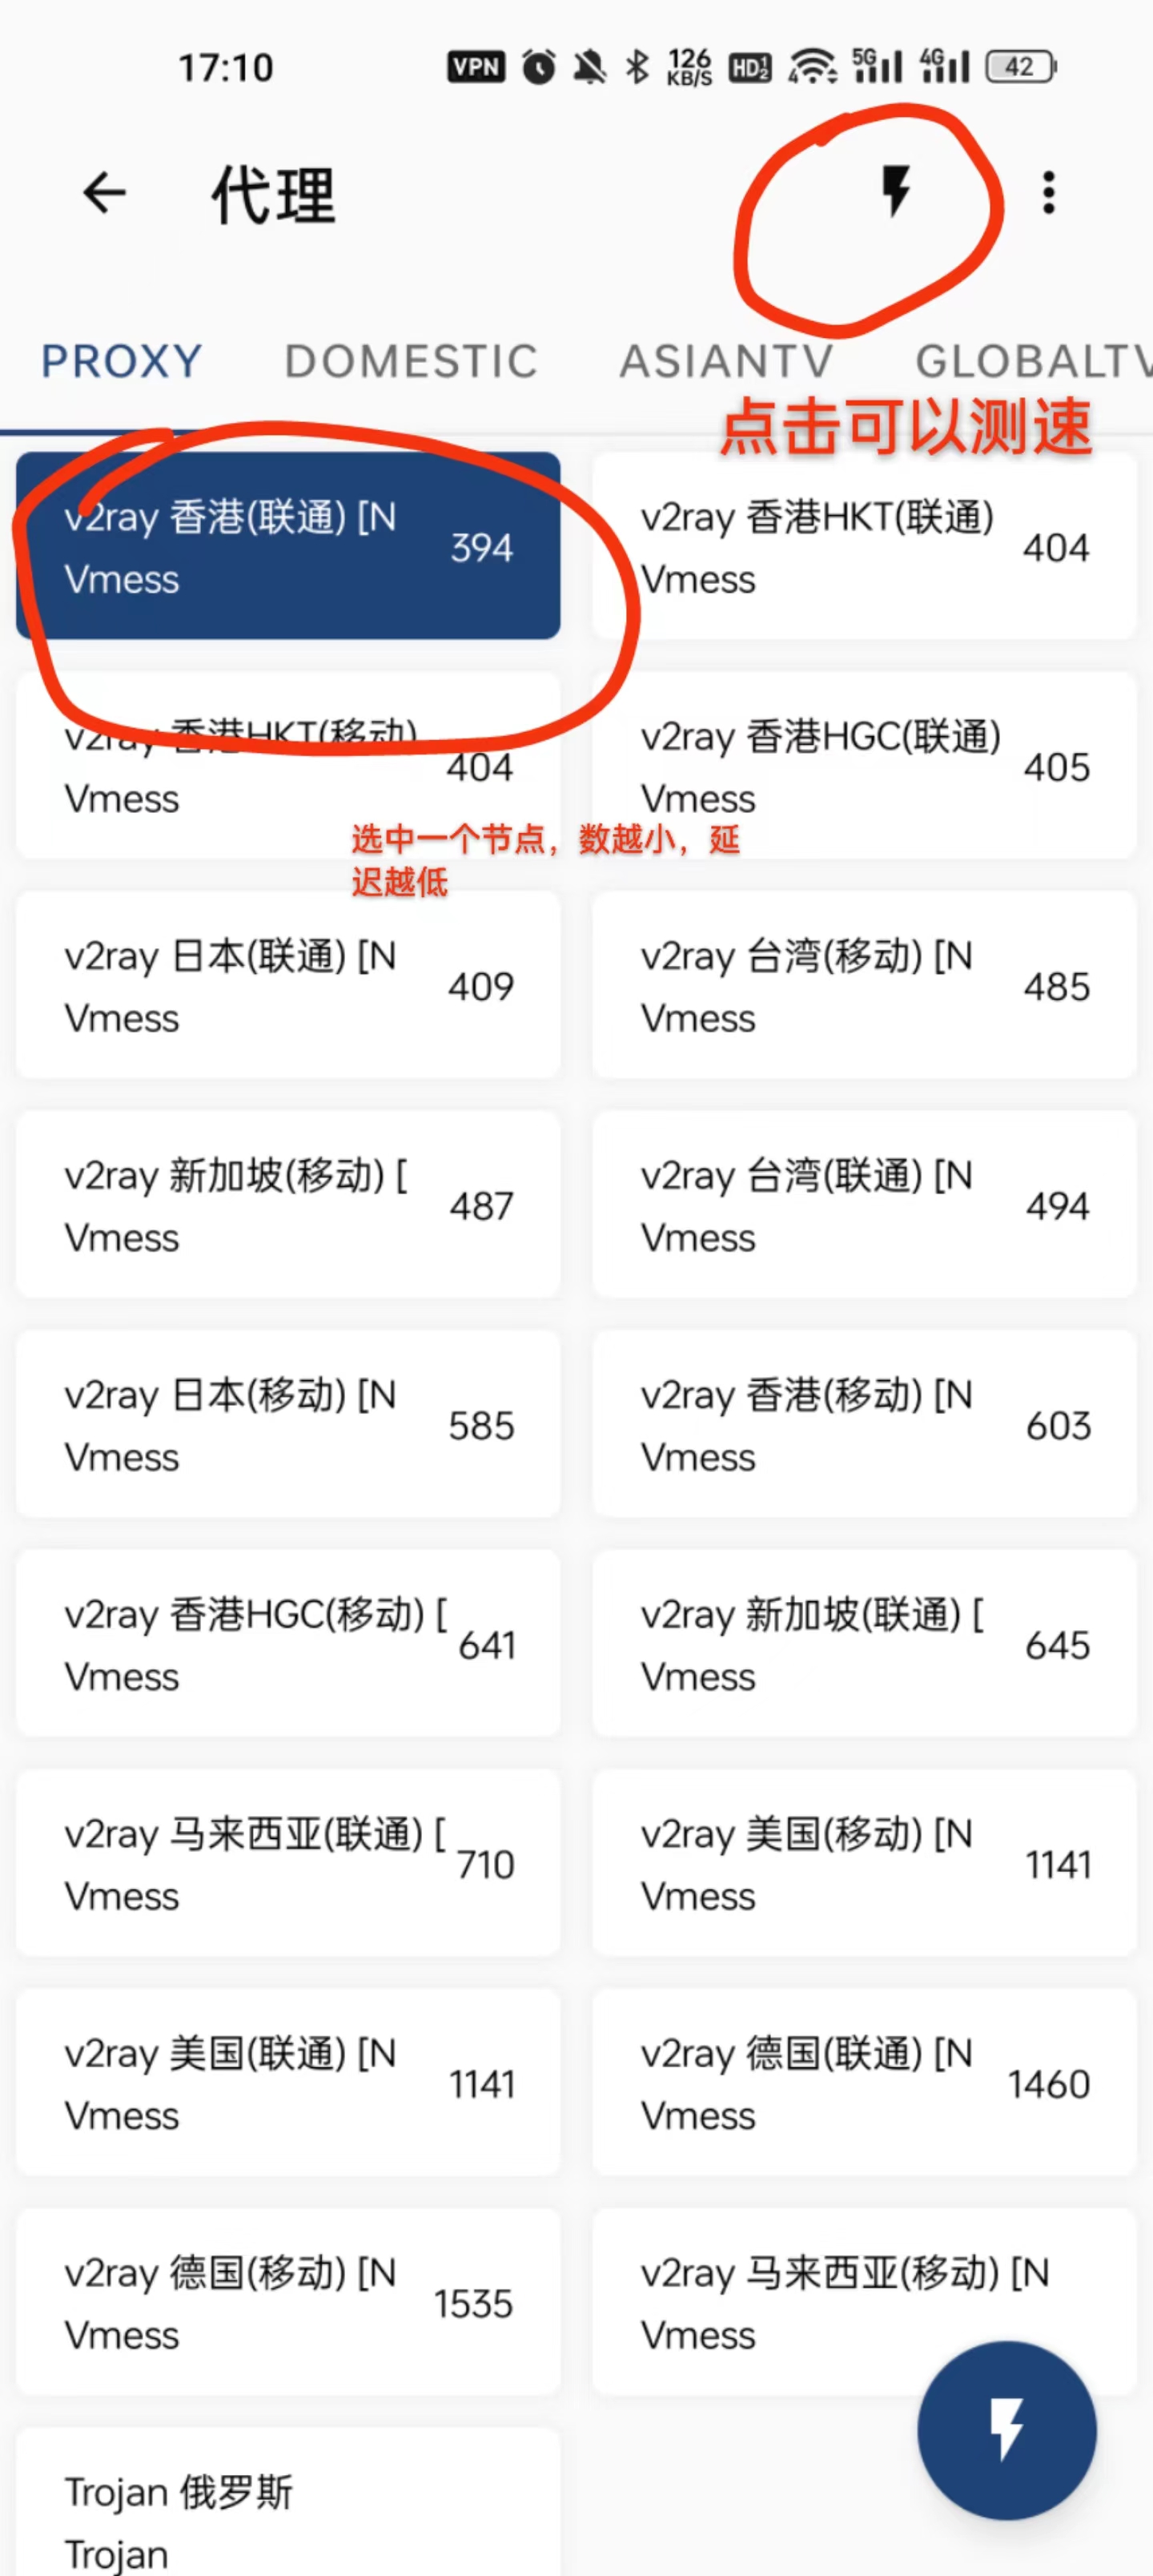 17:10 VPN 126 KB/S HD 1 2 4 5G 4G 42
代理
PROXY DOMESTIC ASIANTV GLOBALTV
点击可以测速
v2ray 香港(联通) [N
Vmess
394
v2ray 香港HKT(联通)
Vmess
404
v2ray 香港HKT(移动)
Vmess
404
v2ray 香港HGC(联通)
Vmess
405
选中一个节点，数越小，延
迟越低
v2ray 日本(联通) [N
Vmess
409
v2ray 台湾(移动) [N
Vmess
485
v2ray 新加坡(移动) [
Vmess
487
v2ray 台湾(联通) [N
Vmess
494
v2ray 日本(移动) [N
Vmess
585
v2ray 香港(移动) [N
Vmess
603
v2ray 香港HGC(移动) [
Vmess
641
v2ray 新加坡(联通) [
Vmess
645
v2ray 马来西亚(联通) [
Vmess
710
v2ray 美国(移动) [N
Vmess
1141
v2ray 美国(联通) [N
Vmess
1141
v2ray 德国(联通) [N
Vmess
1460
v2ray 德国(移动) [N
Vmess
1535
v2ray 马来西亚(移动) [N
Vmess
Trojan 俄罗斯
Trojan